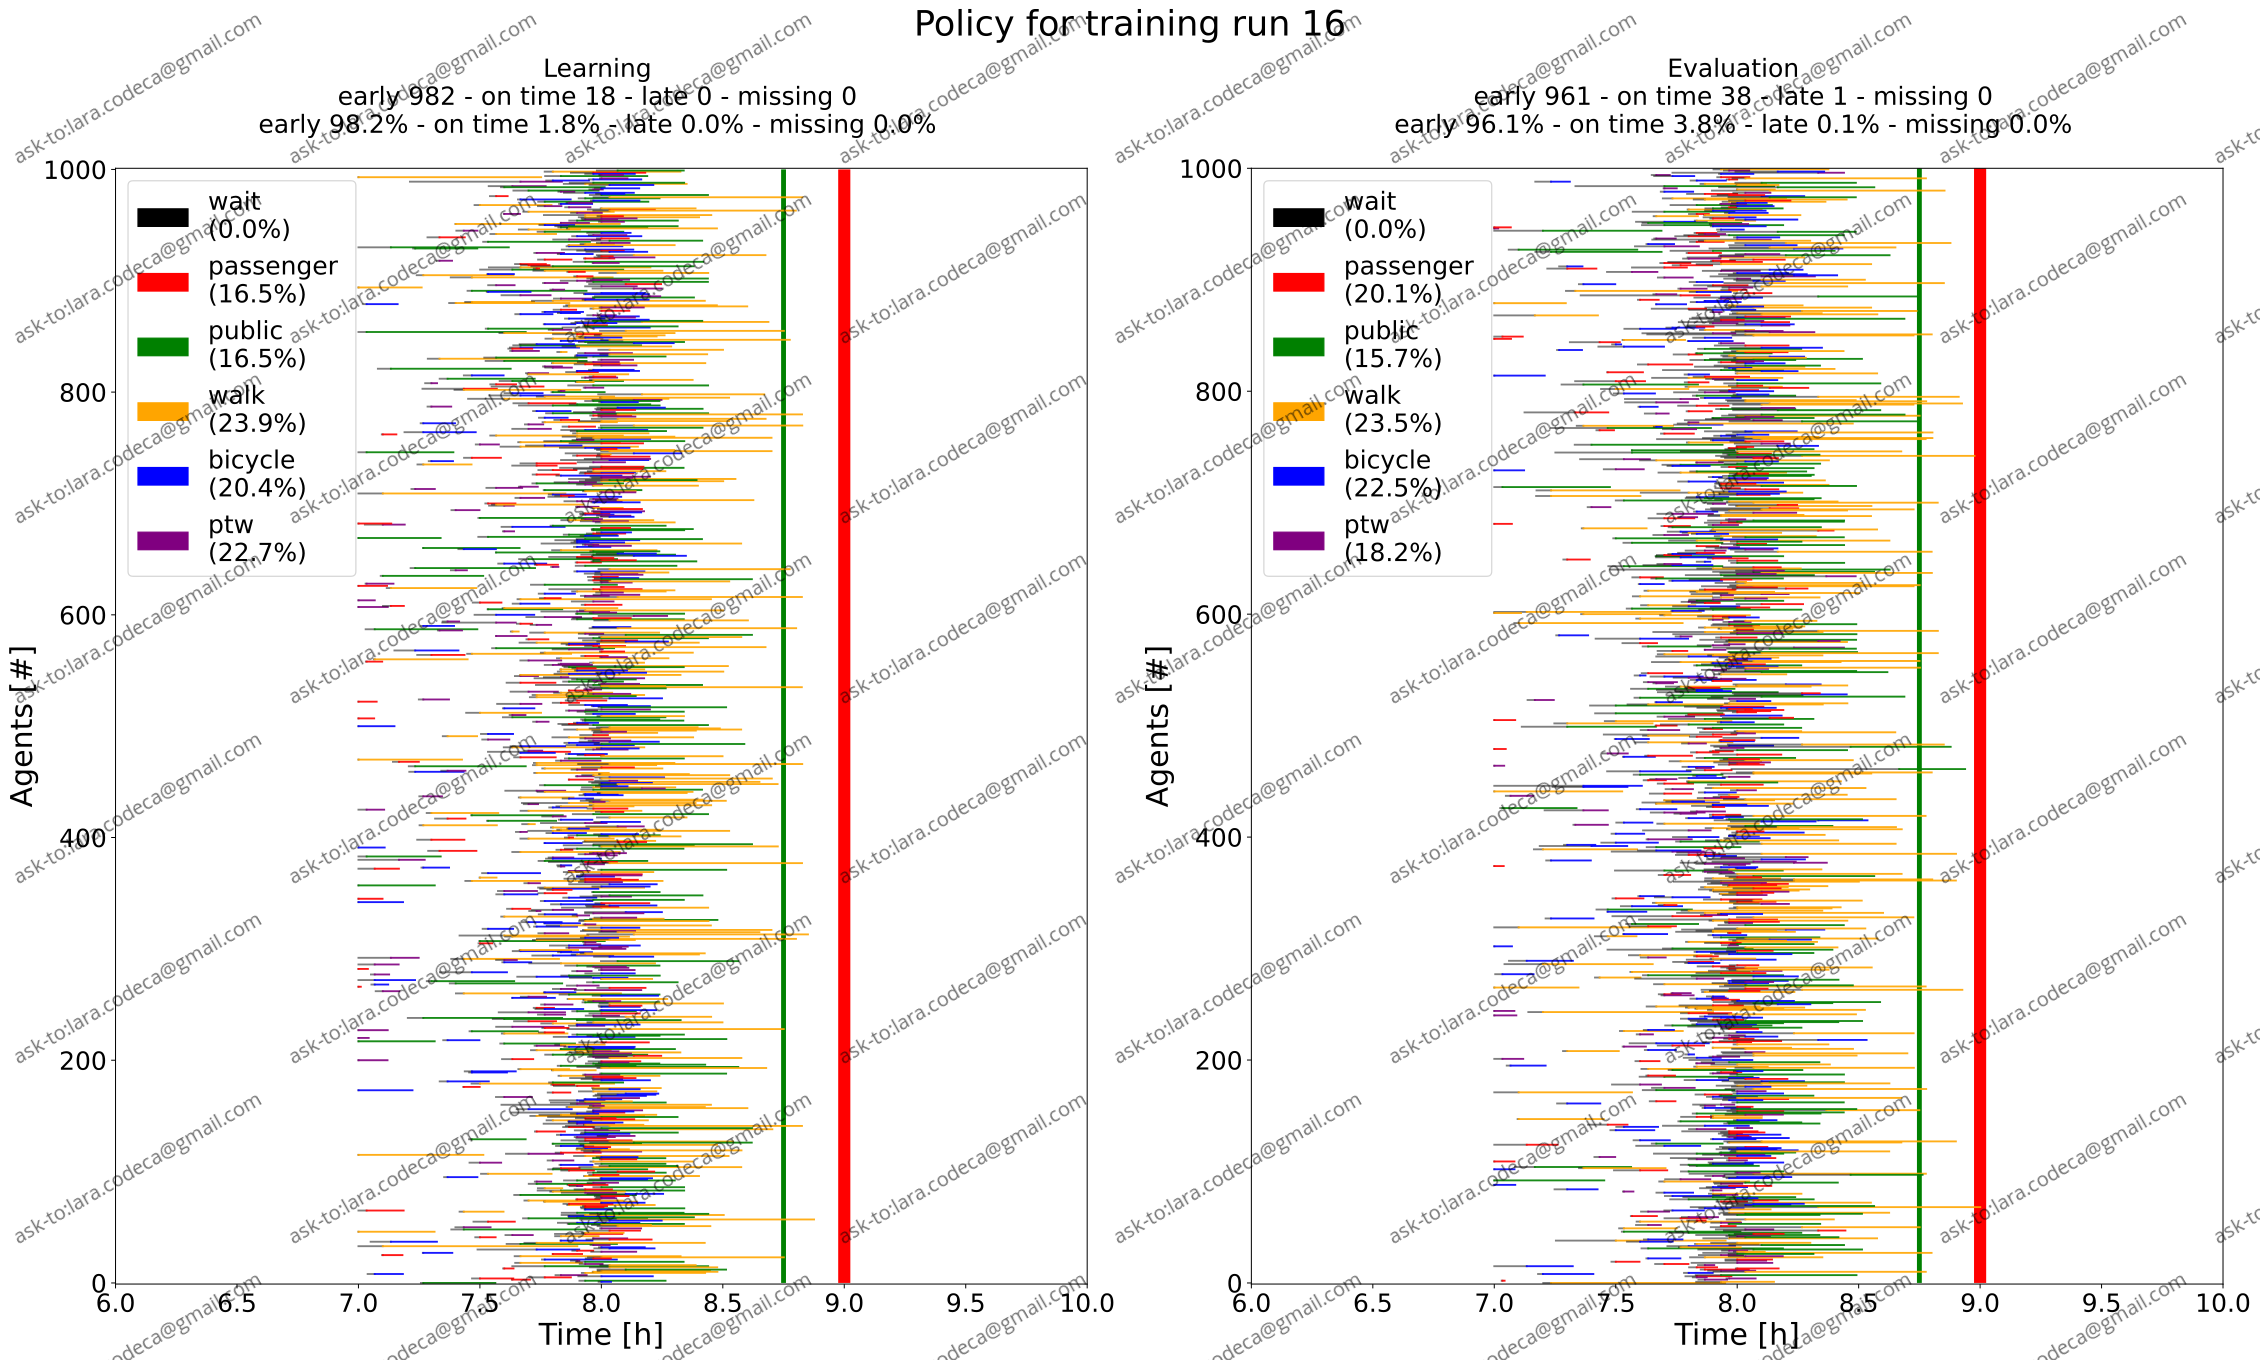 Policy for training run 16
Learning
early 982 - on time 18 - late 0 - missing 0
early 98.2% - on time 1.8% - late 0.0% - missing 0.0%
1000
800
600
400
200
0
Agents [#]
wait
(0.0%)
passenger
(16.5%)
public
(16.5%)
walk
(23.9%)
bicycle
(20.4%)
ptw
(22.7%)
6.0 6.5 7.0 7.5 8.0 8.5 9.0 9.5 10.0
Time [h]
Evaluation
early 961 - on time 38 - late 1 - missing 0
early 96.1% - on time 3.8% - late 0.1% - missing 0.0%
1000
800
600
400
200
0
Agents [#]
wait
(0.0%)
passenger
(20.1%)
public
(15.7%)
walk
(23.5%)
bicycle
(22.5%)
ptw
(18.2%)
6.0 6.5 7.0 7.5 8.0 8.5 9.0 9.5 10.0
Time [h]
ask-to:lara.codeca@gmail.com